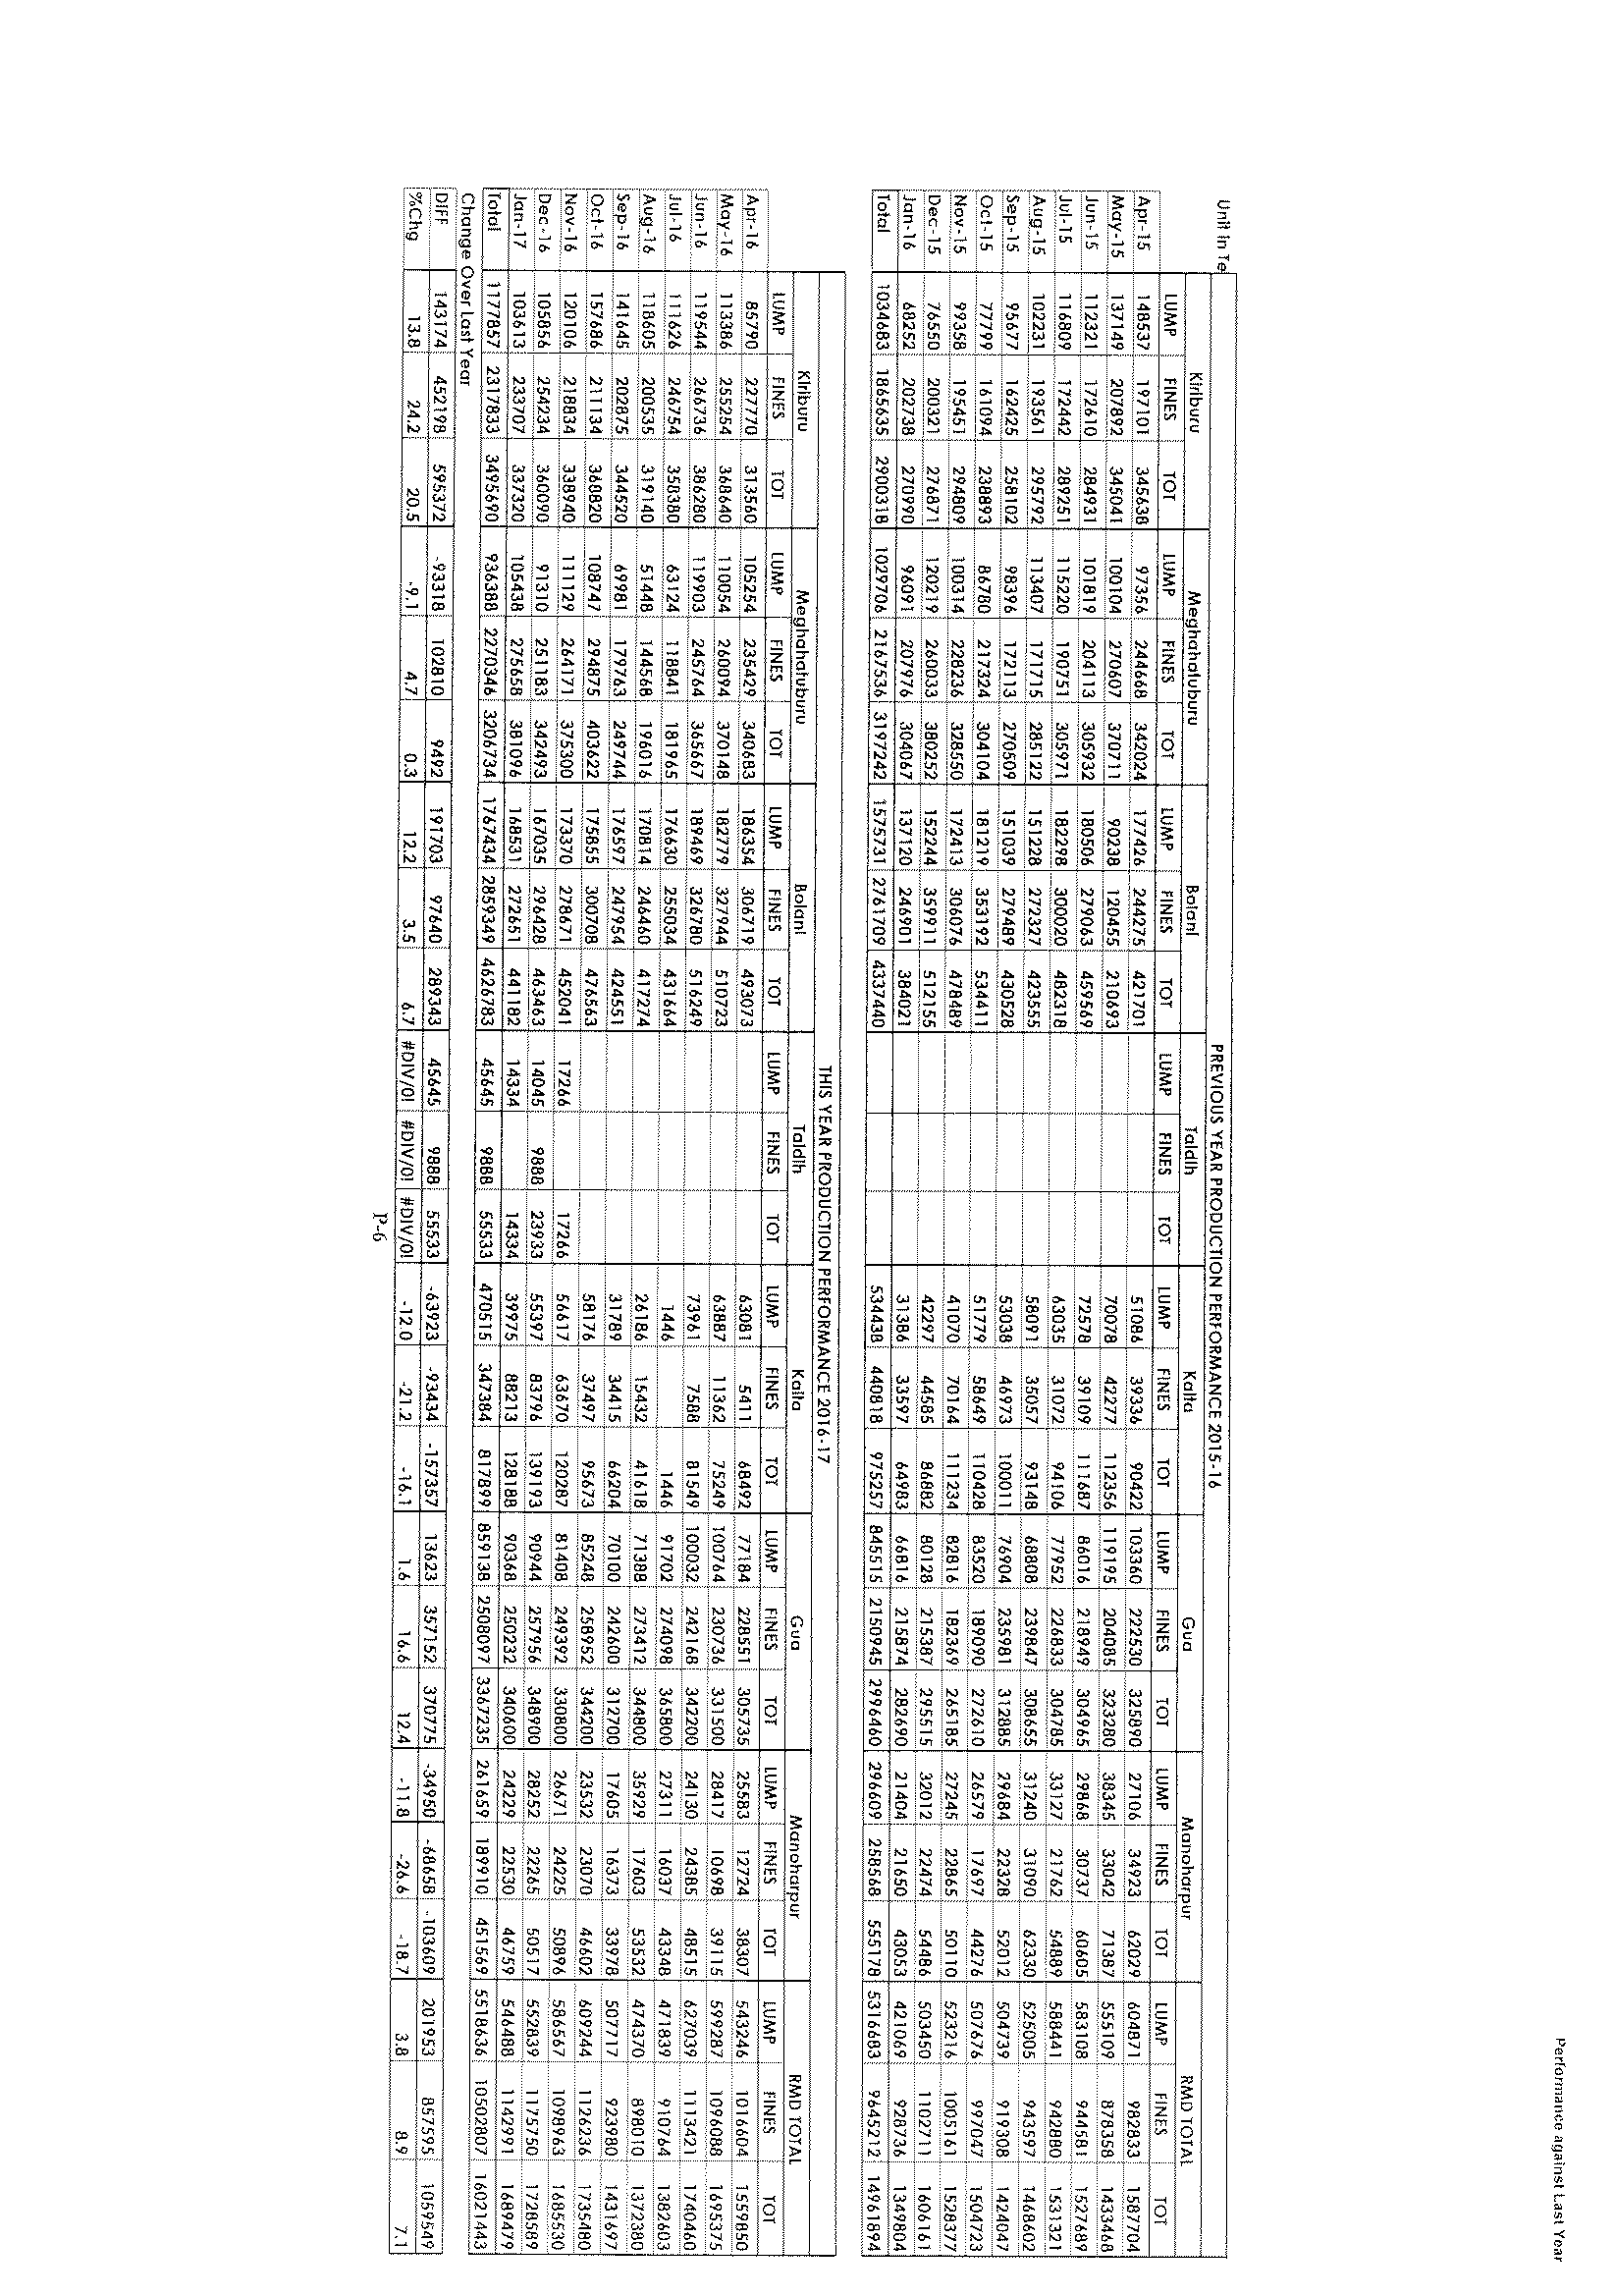 Performance against Last Year
Unit in Te
PREVIOUS YEAR PRODUCTION PERFORMANCE 2015-16
Kiriburu Meghahatuburu Bolani Taldih Kalta Gua Manoharpur RMD TOTAL
LUMP FINES TOT LUMP FINES TOT LUMP FINES TOT LUMP FINES TOT LUMP FINES TOT LUMP FINES TOT LUMP FINES TOT LUMP FINES TOT
Apr-15 148537 197101 345638 97356 244668 342024 177426 244275 421701 51086 39336 90422 103360 222530 325890 27106 34923 62029 604871 982833 1587704
May-15 137149 207892 345041 100104 270607 370711 90238 120455 210693 70078 42277 112356 119195 204085 323280 38345 33042 71387 555109 878358 1433468
Jun-15 112321 172610 284931 101819 204113 305932 180506 279063 459569 72578 39109 111687 86016 218949 304965 29868 30737 60605 583108 944581 1527689
Jul-15 116809 172442 289251 115220 190751 305971 182298 300020 482318 63035 31072 94106 77952 226833 304785 33127 21762 54889 588441 942880 1531321
Aug-15 102231 193561 295792 113407 171715 285122 151228 272327 423555 58091 35057 93148 68808 239847 308655 31240 31090 62330 525005 943597 1468602
Sep-15 95677 162425 258102 98396 172113 270509 151039 279489 430528 53038 46973 100011 76904 235981 312885 29684 22328 52012 504739 919308 1424047
Oct-15 77799 161094 238893 86780 217324 304104 181219 353192 534411 51779 58649 110428 83520 189090 272610 26579 17697 44276 507676 997047 1504723
Nov-15 99358 195451 294809 100314 228236 328550 172413 306076 478489 41070 70164 111234 82816 182369 265185 27245 22865 50110 523216 1005161 1528377
Dec-15 76550 200321 276871 120219 260033 380252 152244 359911 512155 42297 44585 86882 80128 215387 295515 32012 22474 54486 503450 1102711 1606161
Jan-16 68252 202738 270990 96091 207976 304067 137120 246901 384021 31386 33597 64983 66816 215874 282690 21404 21650 43053 421069 928736 1349804
Total 1034683 1865635 2900318 1029706 2167536 3197242 1575731 2761709 4337440 534438 440818 975257 845515 2150945 2996460 296609 258568 555178 5316683 9645212 14961894
THIS YEAR PRODUCTION PERFORMANCE 2016-17
Kiriburu Meghahatuburu Bolani Taldih Kalta Gua Manoharpur RMD TOTAL
LUMP FINES TOT LUMP FINES TOT LUMP FINES TOT LUMP FINES TOT LUMP FINES TOT LUMP FINES TOT LUMP FINES TOT LUMP FINES TOT
Apr-16 85790 227770 313560 105254 235429 340683 186354 306719 493073 63081 5411 68492 77184 228551 305735 25583 12724 38307 543246 1016604 1559850
May-16 113386 255254 368640 110054 260094 370148 182779 327944 510723 63887 11362 75249 100764 230736 331500 28417 10698 39115 599287 1096088 1695375
Jun-16 119544 266736 386280 119903 245764 365667 189469 326780 516249 73961 7588 81549 100032 242168 342200 24130 24385 48515 627039 1113421 1740460
Jul-16 111626 246754 358380 63124 118841 181965 176630 255034 431664 1446 1446 91702 274098 365800 27311 16037 43348 471839 910764 1382603
Aug-16 118605 200535 319140 51448 144568 196016 170814 246460 417274 26186 15432 41618 71388 273412 344800 35929 17603 53532 474370 898010 1372380
Sep-16 141645 202875 344520 69981 179763 249744 176597 247954 424551 31789 34415 66204 70100 242600 312700 17605 16373 33978 507717 923980 1431697
Oct-16 157686 211134 360820 108747 294875 403622 175855 300708 476563 58176 37497 95673 85248 258952 344200 23532 23070 46602 609244 1126236 1735480
Nov-16 120106 218834 338940 111129 264171 375300 173370 278671 452041 17266 17266 56617 63670 120287 81408 249392 330800 26671 24225 50896 586567 1098963 1685530
Dec-16 105856 254234 360090 91310 251183 342493 167035 296428 463463 14045 9888 23933 55397 83796 139193 90944 257956 348900 28252 22265 50517 552839 1175750 1728589
Jan-17 103613 233707 337320 105438 275658 381096 168531 272651 441182 14334 14334 39975 88213 128188 90368 250232 340600 24229 22530 46759 546488 1142991 1689479
Total 1177857 2317833 3495690 936388 2270346 3206734 1767434 2859349 4626783 45645 9888 55533 470515 347384 817899 859138 2508097 3367235 261659 189910 451569 5518636 10502807 16021443
Change Over Last Year
Diff 143174 452198 595372 -93318 102810 9492 191703 97640 289343 45645 9888 55533 -63923 -93434 -157357 13623 357152 370775 -34950 -68658 -103609 201953 857595 1059549
%Chg 13.8 24.2 20.5 -9.1 4.7 0.3 12.2 3.5 6.7 #DIV/0! #DIV/0! #DIV/0! -12.0 -21.2 -16.1 1.6 16.6 12.4 -11.8 -26.6 -18.7 3.8 8.9 7.1
P-6